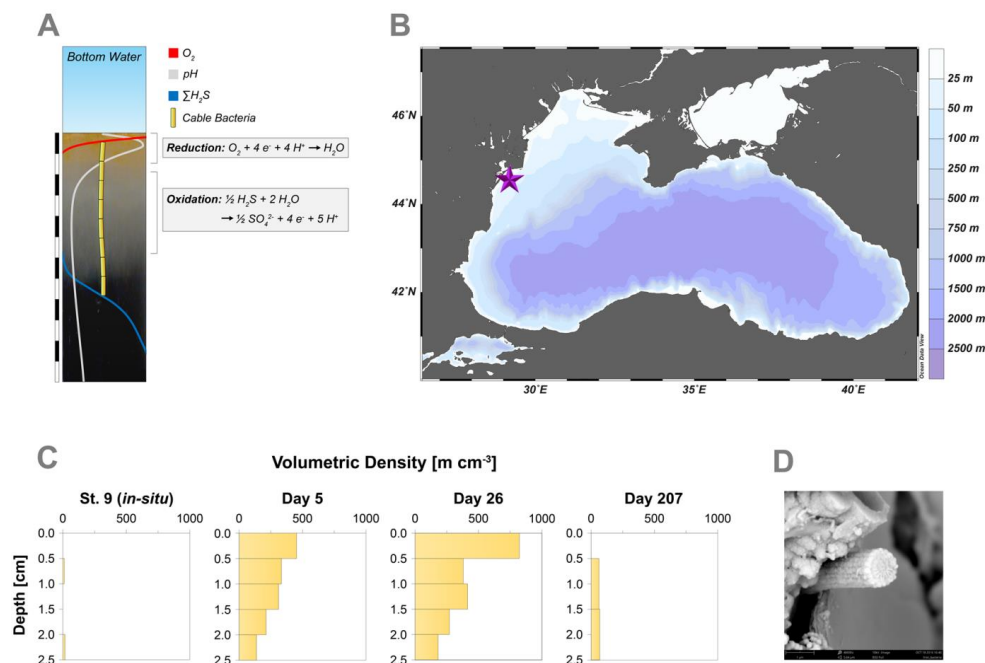 A
Bottom Water
O₂
pH
∑H₂S
Cable Bacteria
Reduction: O₂ + 4 e⁻ + 4 H⁺ → H₂O
Oxidation: ½ H₂S + 2 H₂O
→ ½ SO₄²⁻ + 4 e⁻ + 5 H⁺
B
46˚N
44˚N
42˚N
30˚E
35˚E
40˚E
Ocean Data View
25 m
50 m
100 m
250 m
500 m
750 m
1000 m
1500 m
2000 m
2500 m
C
Volumetric Density [m cm⁻³]
St. 9 (in-situ)
0 500 1000
Depth [cm]
0.0
0.5
1.0
1.5
2.0
2.5
Day 5
0 500 1000
0.0
0.5
1.0
1.5
2.0
2.5
Day 26
0 500 1000
0.0
0.5
1.0
1.5
2.0
2.5
Day 207
0 500 1000
0.0
0.5
1.0
1.5
2.0
2.5
D